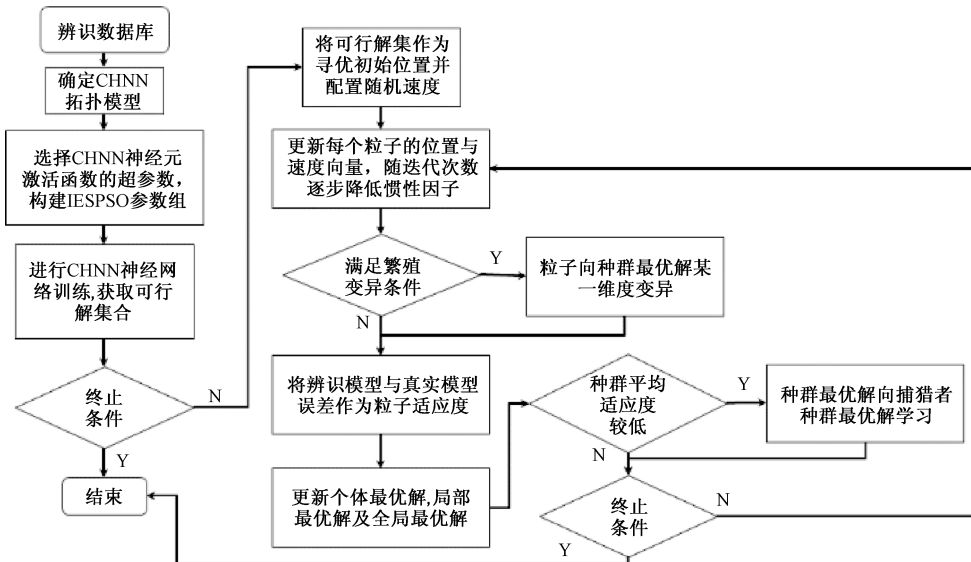 辨识数据库
确定CHNN
拓扑模型
选择CHNN神经元
激活函数的超参数，
构建IESPSO参数组
进行CHNN神经网
络训练,获取可行
解集合
终止
条件
N
Y
结束
将可行解集作为
寻优初始位置并
配置随机速度
更新每个粒子的位置与
速度向量，随迭代次数
逐步降低惯性因子
满足繁殖
变异条件
Y
N
粒子向种群最优解某
一维度变异
将辨识模型与真实模型
误差作为粒子适应度
更新个体最优解,局部
最优解及全局最优解
种群平均
适应度
较低
Y
N
种群最优解向捕猎者
种群最优解学习
终止
条件
N
Y